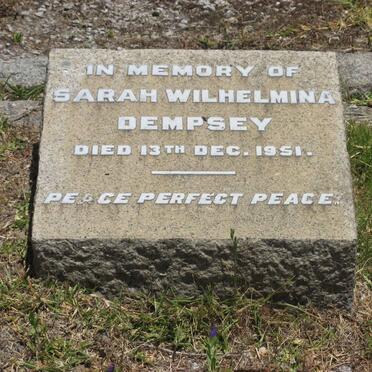 IN MEMORY OF
SARAH WILHELMINA
DEMPSEY
DIED 13TH DEC. 1951.
PEACE PERFECT PEACE.